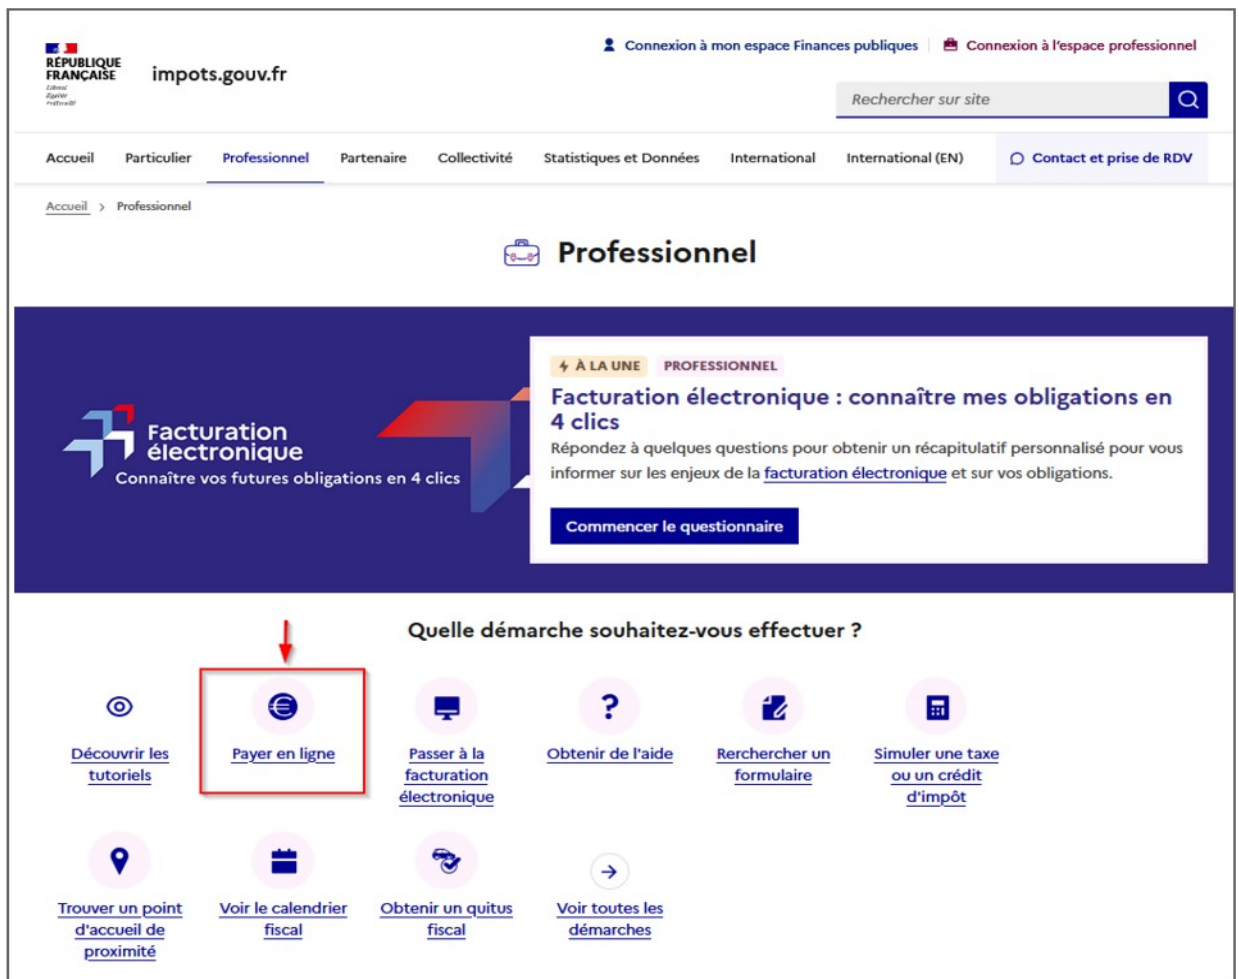 Connexion à mon espace Finances publiques
Connexion à l'espace professionnel
RÉPUBLIQUE
FRANÇAISE
Liberté
Égalité
Fraternité
impots.gouv.fr
Rechercher sur site
Accueil Particulier Professionnel Partenaire Collectivité Statistiques et Données International International (EN) Contact et prise de RDV
Accueil > Professionnel
Professionnel
Facturation
électronique
Connaître vos futures obligations en 4 clics
À LA UNE PROFESSIONNEL
Facturation électronique : connaître mes obligations en
4 clics
Répondez à quelques questions pour obtenir un récapitulatif personnalisé pour vous
informer sur les enjeux de la facturation électronique et sur vos obligations.
Commencer le questionnaire
Quelle démarche souhaitez-vous effectuer ?
Découvrir les
tutoriels
Payer en ligne
Passer à la
facturation
électronique
?
Obtenir de l'aide
Rerchercher un
formulaire
Simuler une taxe
ou un crédit
d'impôt
Trouver un point
d'accueil de
proximité
Voir le calendrier
fiscal
Obtenir un quitus
fiscal
Voir toutes les
démarches